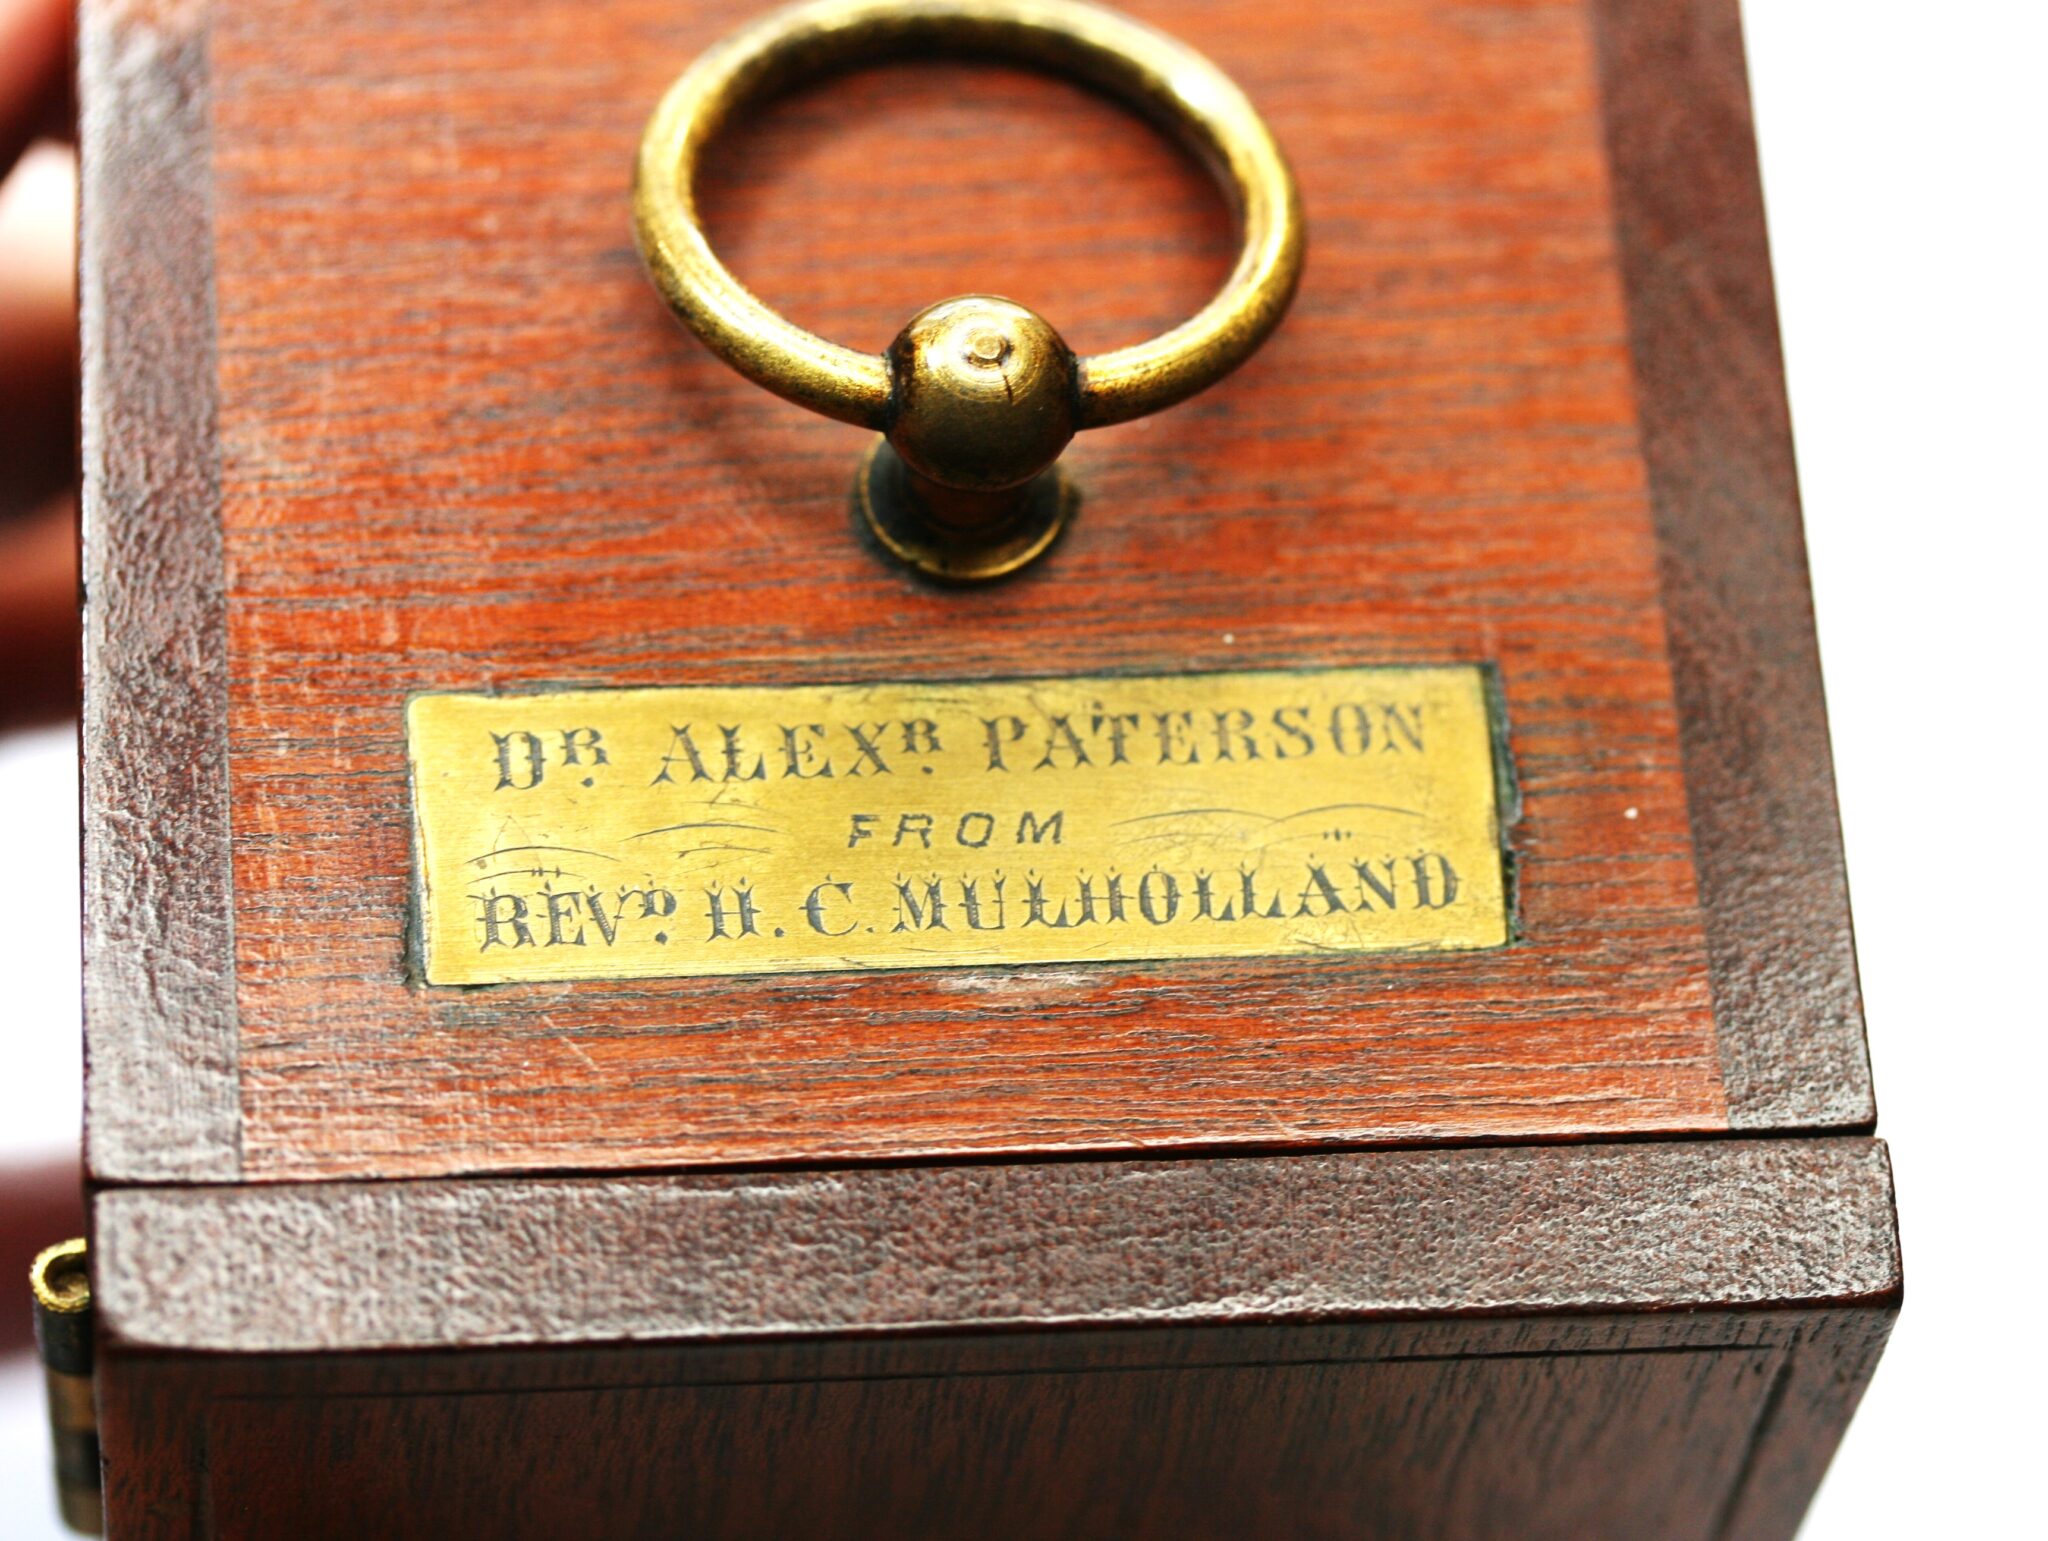 DR. ALEXR. PATERSON
FROM
REVD. H. C. MULHOLLAND